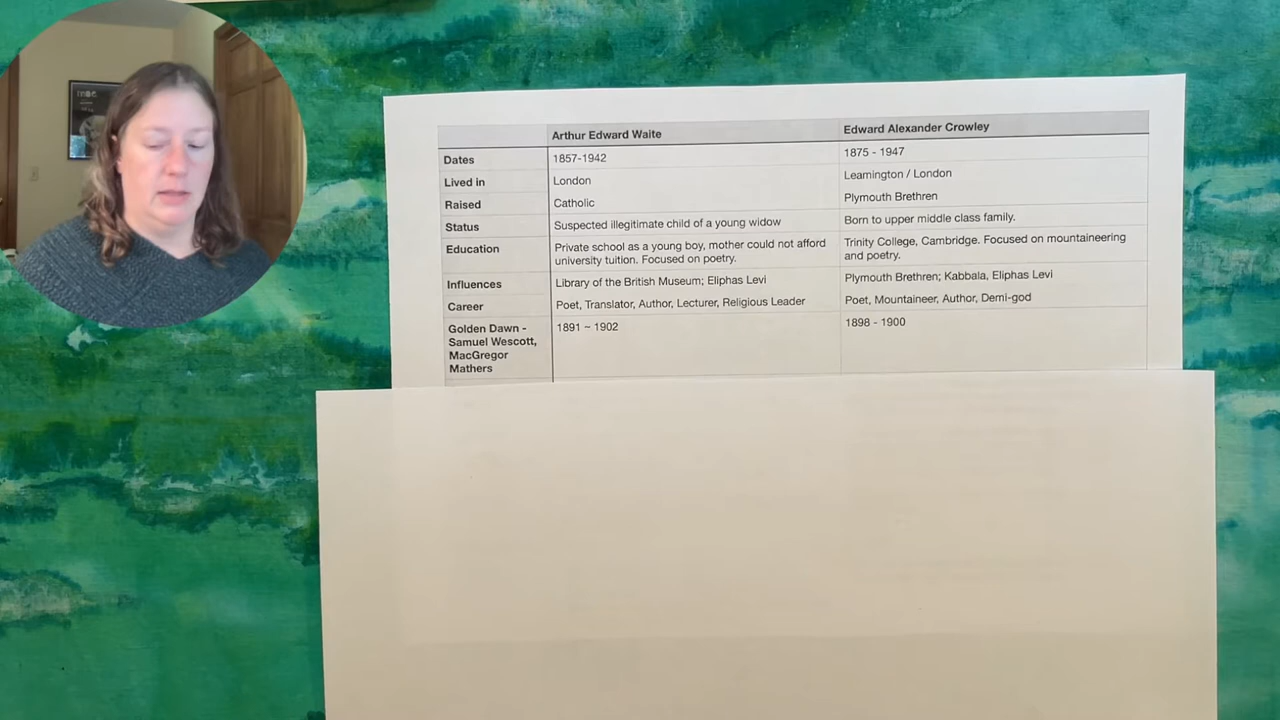 Arthur Edward Waite Edward Alexander Crowley
Dates 1857-1942 1875 - 1947
Lived in London Leamington / London
Raised Catholic Plymouth Brethren
Status Suspected illegitimate child of a young widow Born to upper middle class family.
Education Private school as a young boy, mother could not afford Trinity College, Cambridge. Focused on mountaineering
university tuition. Focused on poetry. and poetry.
Influences Library of the British Museum; Eliphas Levi Plymouth Brethren; Kabbala, Eliphas Levi
Career Poet, Translator, Author, Lecturer, Religious Leader Poet, Mountaineer, Author, Demi-god
Golden Dawn - 1891 ~ 1902 1898 - 1900
Samuel Wescott,
MacGregor
Mathers